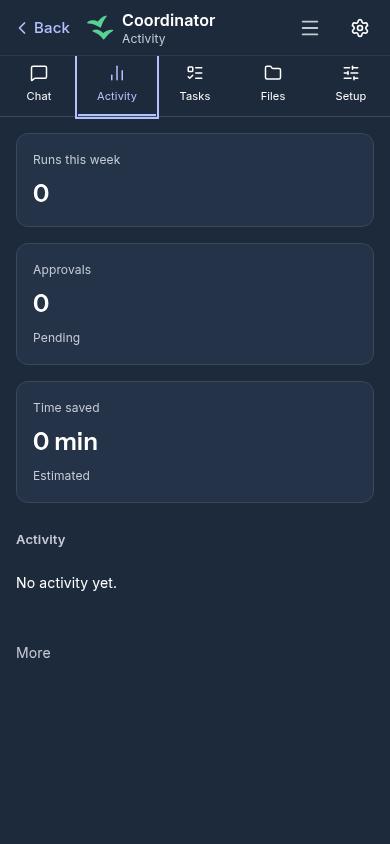 Back
Coordinator
Activity
Chat
Activity
Tasks
Files
Setup
Runs this week
0
Approvals
0
Pending
Time saved
0 min
Estimated
Activity
No activity yet.
More